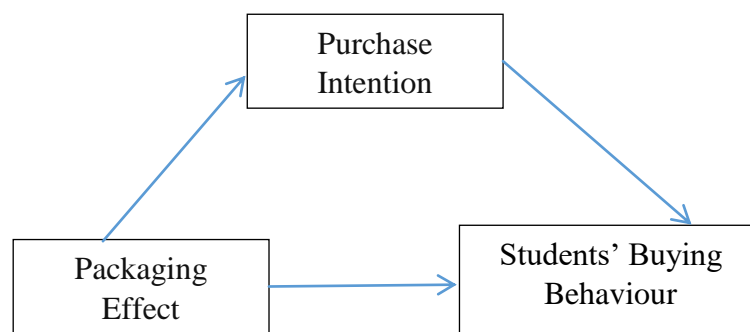 Purchase
Intention
Packaging
Effect
Students’ Buying
Behaviour